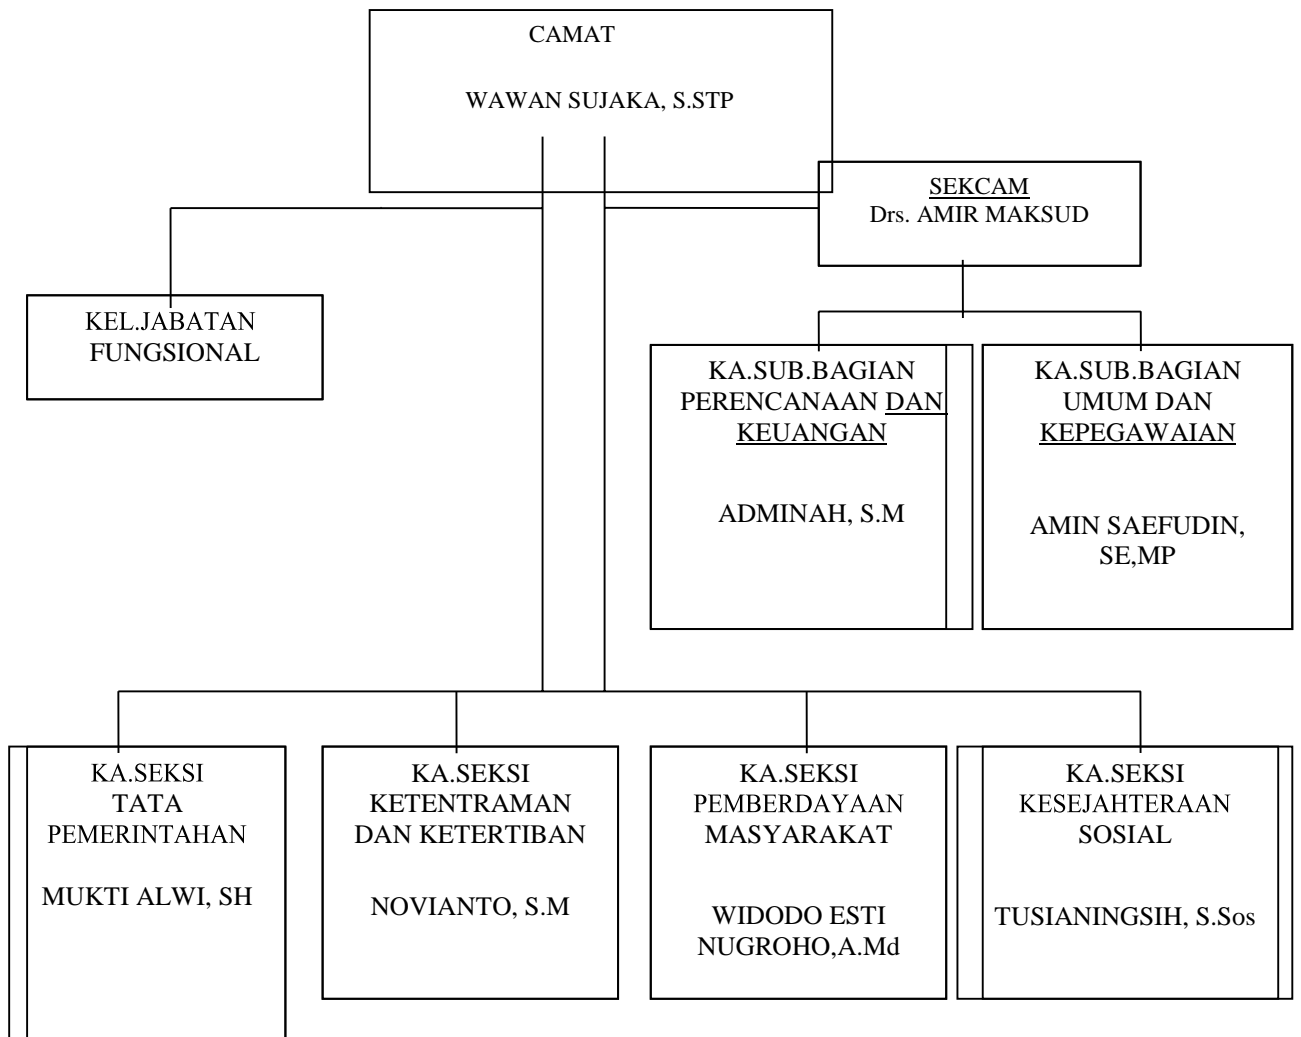 CAMAT
WAWAN SUJAKA, S.STP
SEKCAM
Drs. AMIR MAKSUD
KEL.JABATAN
FUNGSIONAL
KA.SUB.BAGIAN
PERENCANAAN DAN
KEUANGAN
ADMINAH, S.M
KA.SUB.BAGIAN
UMUM DAN
KEPEGAWAIAN
AMIN SAEFUDIN,
SE,MP
KA.SEKSI
TATA
PEMERINTAHAN
MUKTI ALWI, SH
KA.SEKSI
KETENTRAMAN
DAN KETERTIBAN
NOVIANTO, S.M
KA.SEKSI
PEMBERDAYAAN
MASYARAKAT
WIDODO ESTI
NUGROHO,A.Md
KA.SEKSI
KESEJAHTERAAN
SOSIAL
TUSIANINGSIH, S.Sos